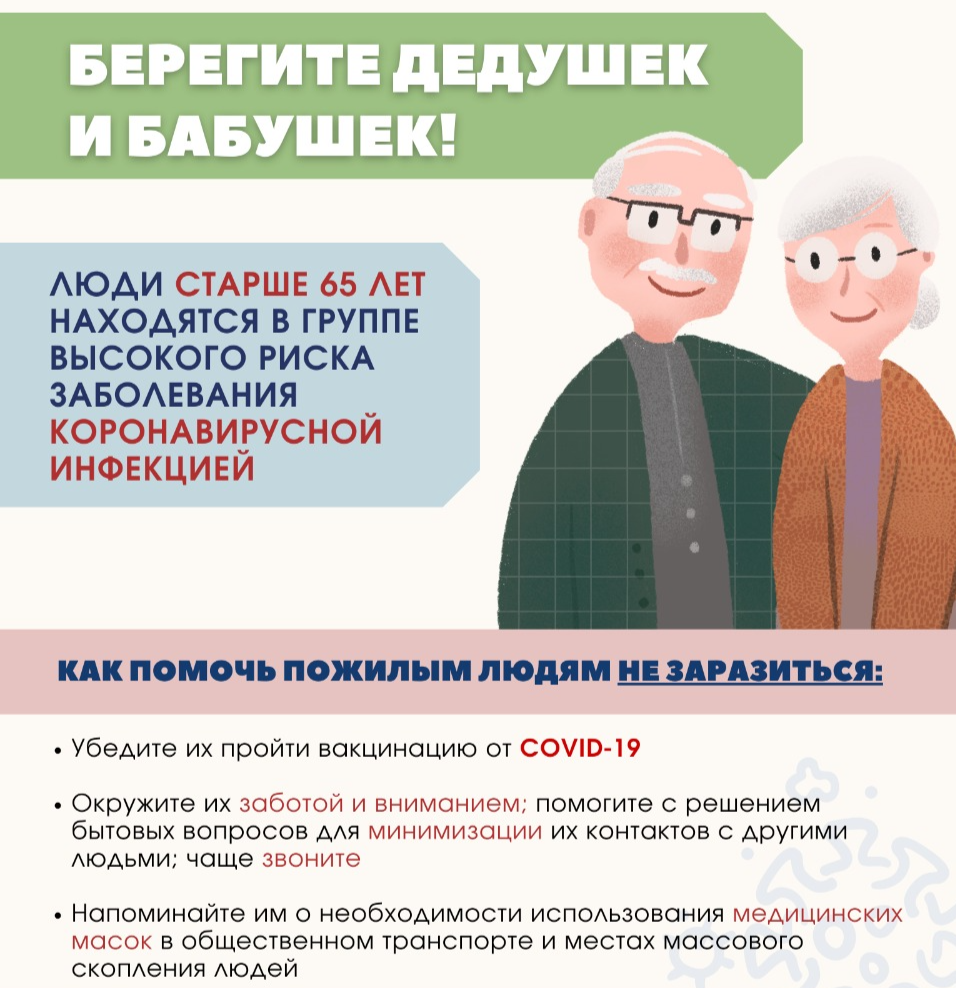 БЕРЕГИТЕ ДЕДУШЕК
И БАБУШЕК!
ЛЮДИ СТАРШЕ 65 ЛЕТ
НАХОДЯТСЯ В ГРУППЕ
ВЫСОКОГО РИСКА
ЗАБОЛЕВАНИЯ
КОРОНАВИРУСНОЙ
ИНФЕКЦИЕЙ
КАК ПОМОЧЬ ПОЖИЛЫМ ЛЮДЯМ НЕ ЗАРАЗИТЬСЯ:
• Убедите их пройти вакцинацию от COVID-19
• Окружите их заботой и вниманием; помогите с решением
бытовых вопросов для минимизации их контактов с другими
людьми; чаще звоните
• Напоминайте им о необходимости использования медицинских
масок в общественном транспорте и местах массового
скопления людей